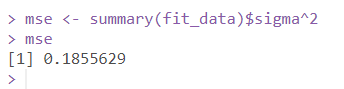 > mse <- summary(fit_data)$sigma^2
> mse
[1] 0.1855629
>